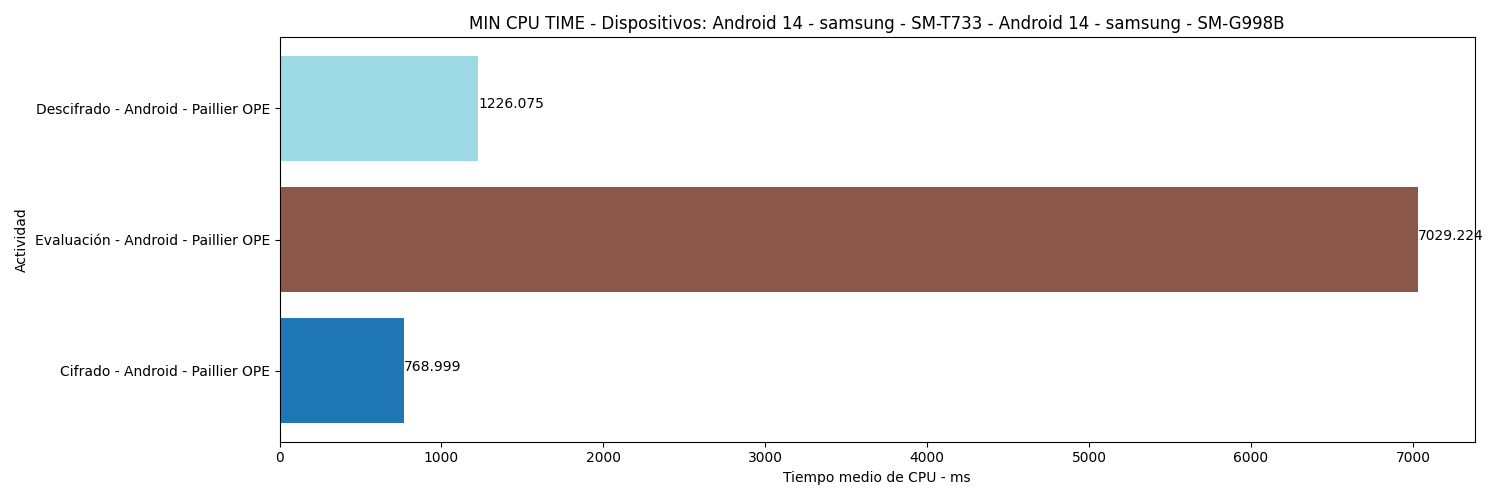 MIN CPU TIME - Dispositivos: Android 14 - samsung - SM-T733 - Android 14 - samsung - SM-G998B
Actividad
Descifrado - Android - Paillier OPE
1226.075
Evaluación - Android - Paillier OPE
7029.224
Cifrado - Android - Paillier OPE
768.999
0 1000 2000 3000 4000 5000 6000 7000
Tiempo medio de CPU - ms